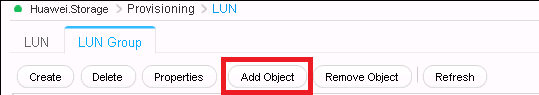 Huawei.Storage > Provisioning > LUN
LUN LUN Group
Create Delete Properties Add Object Remove Object Refresh